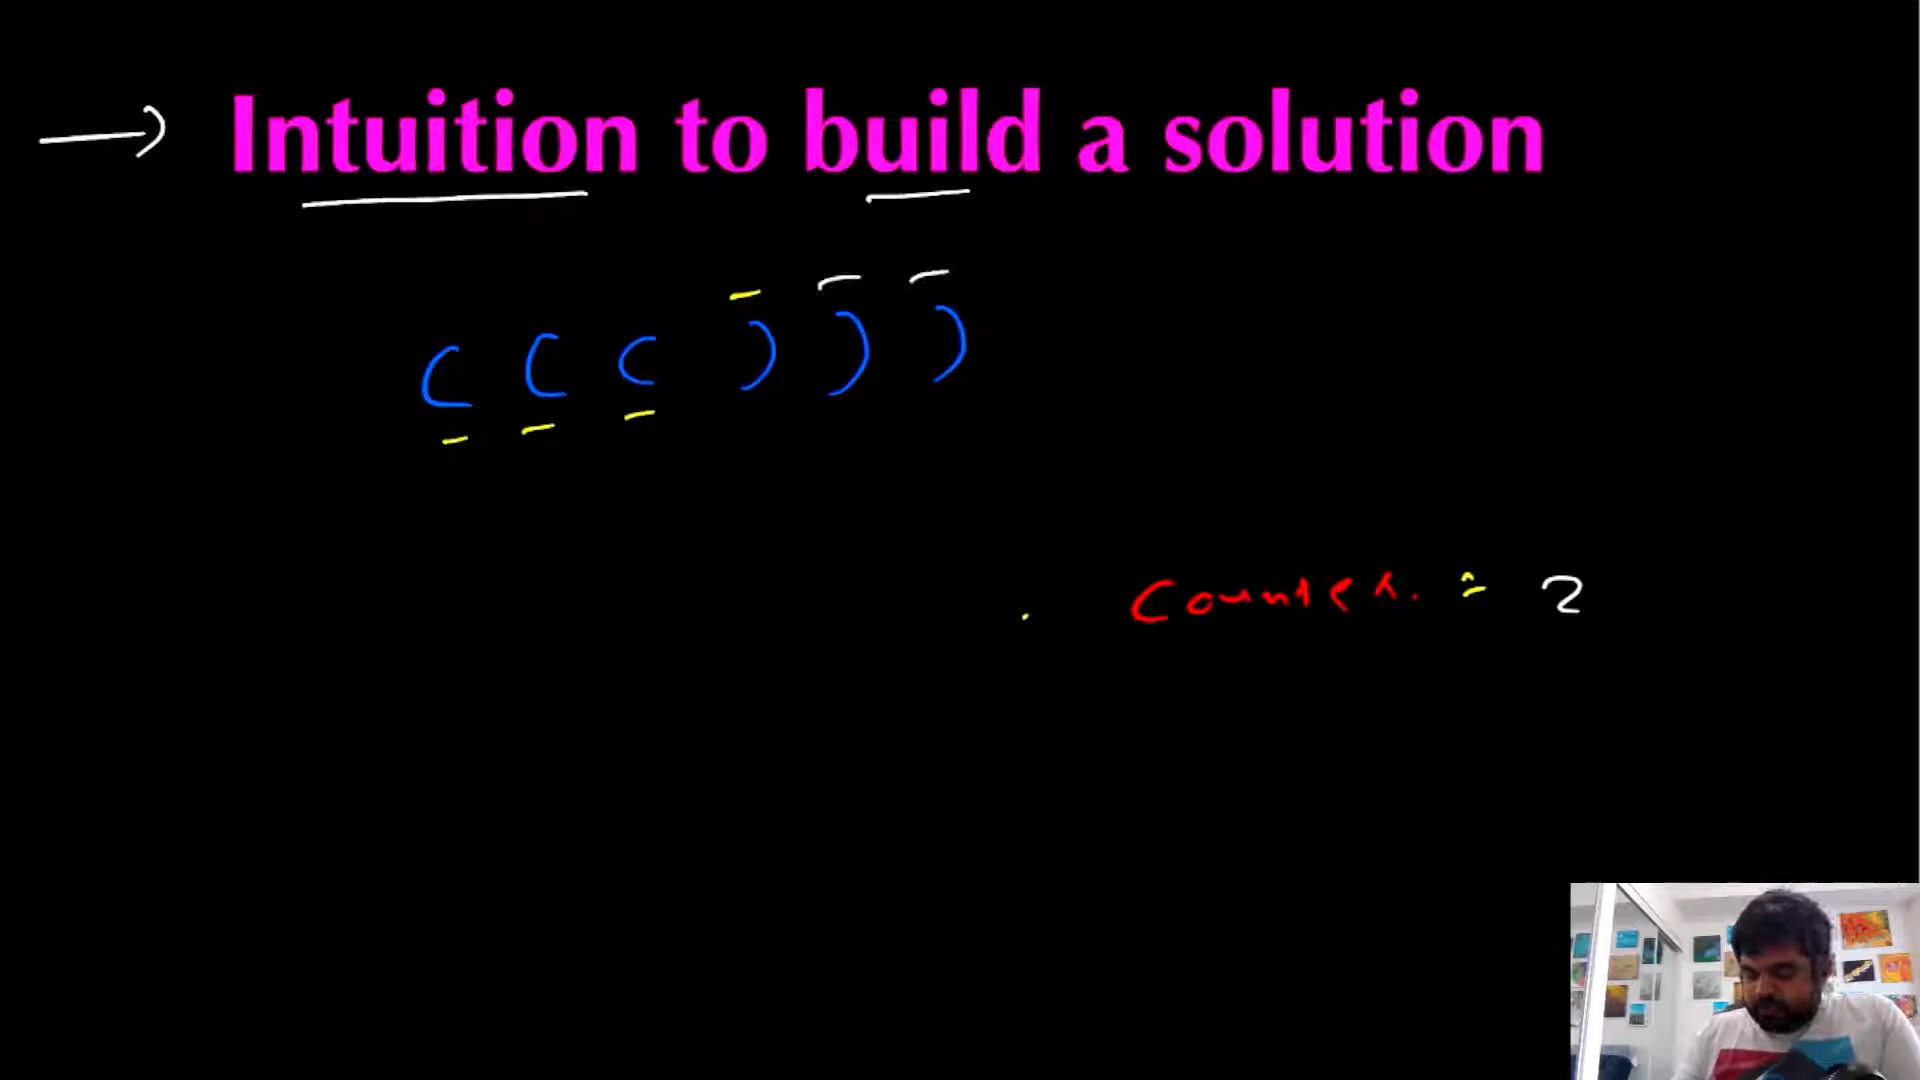 Intuition to build a solution
( ( ( ) ) )
Counter. = 2